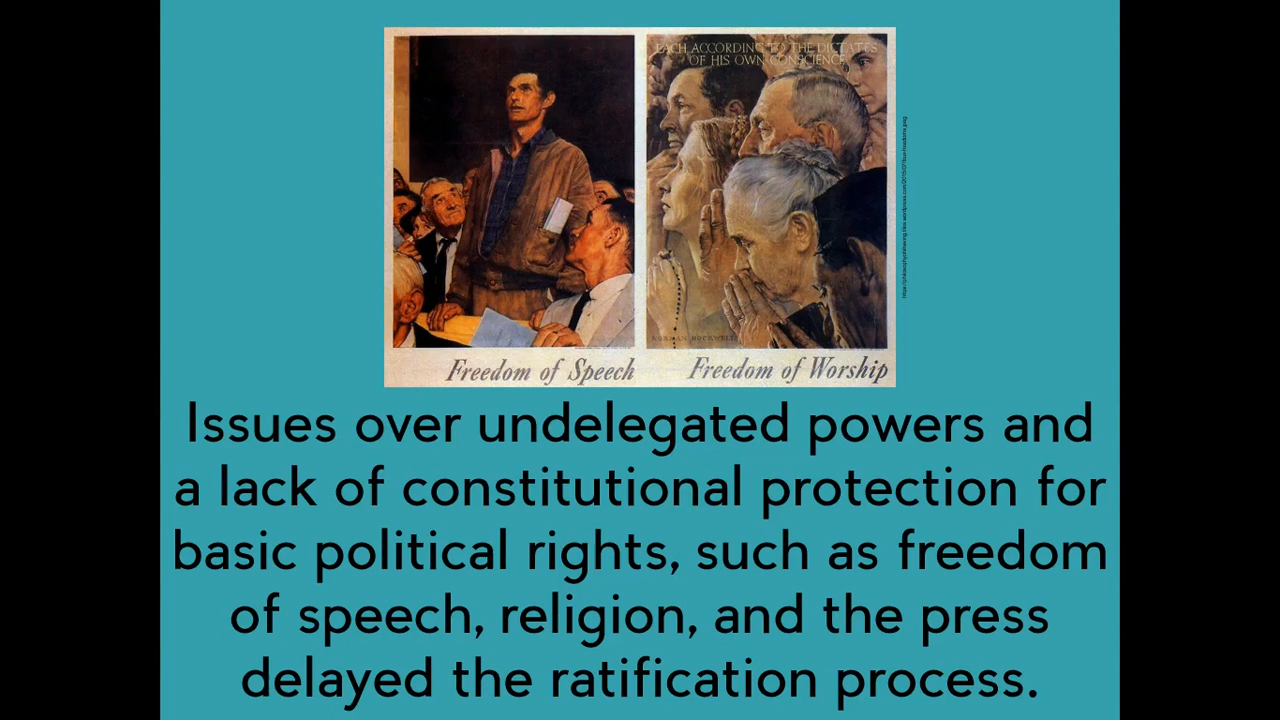 EACH ACCORDING TO THE DICTATES
OF HIS OWN CONSCIENCE
NORMAN ROCKWELL
Freedom of Speech
Freedom of Worship
Issues over undelegated powers and
a lack of constitutional protection for
basic political rights, such as freedom
of speech, religion, and the press
delayed the ratification process.